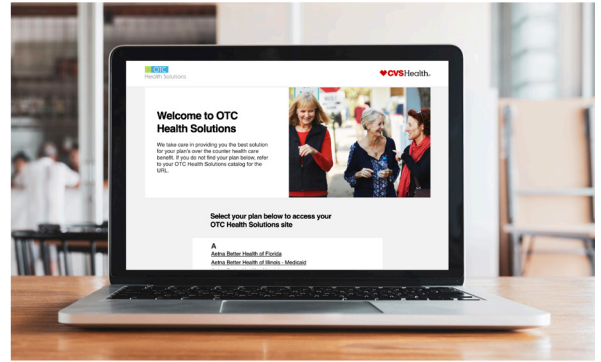 OTC
Health Solutions
CVSHealth.
Welcome to OTC
Health Solutions
We take care in providing you the best solution
for your plan's over the counter health care
benefit. If you do not find your plan below, refer
to your OTC Health Solutions catalog for the
URL.
Select your plan below to access your
OTC Health Solutions site
A
Aetna Better Health of Florida
Aetna Better Health of Illinois - Medicaid